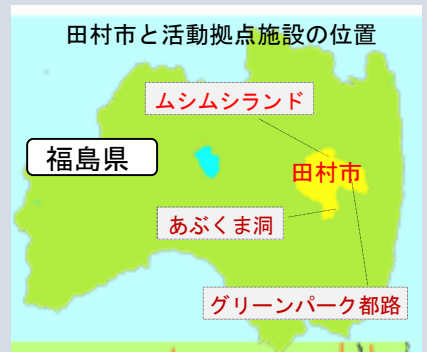 田村市と活動拠点施設の位置
ムシムシランド
福島県
田村市
あぶくま洞
グリーンパーク都路